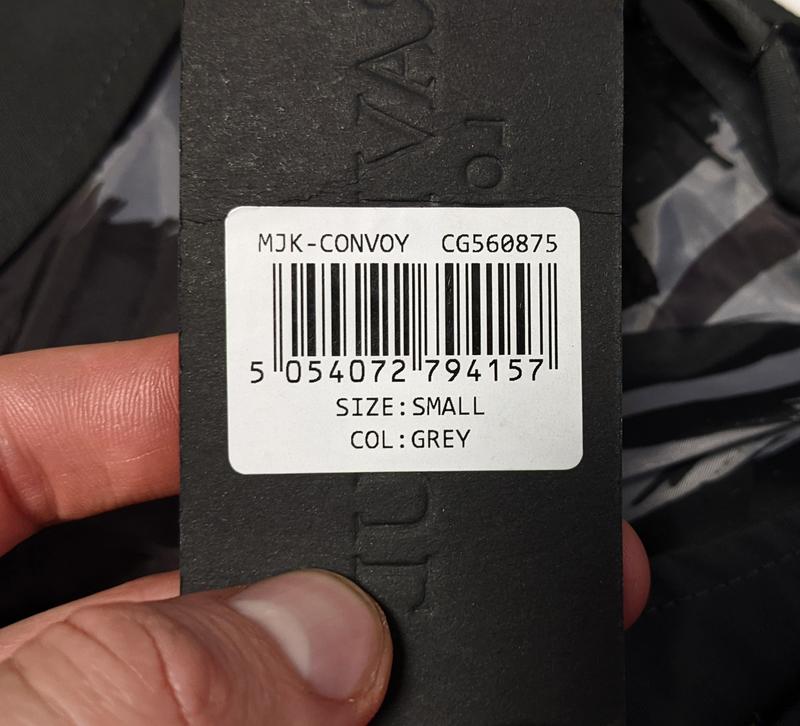 MJK-CONVOY CG560875
5 054072 794157
SIZE:SMALL
COL:GREY